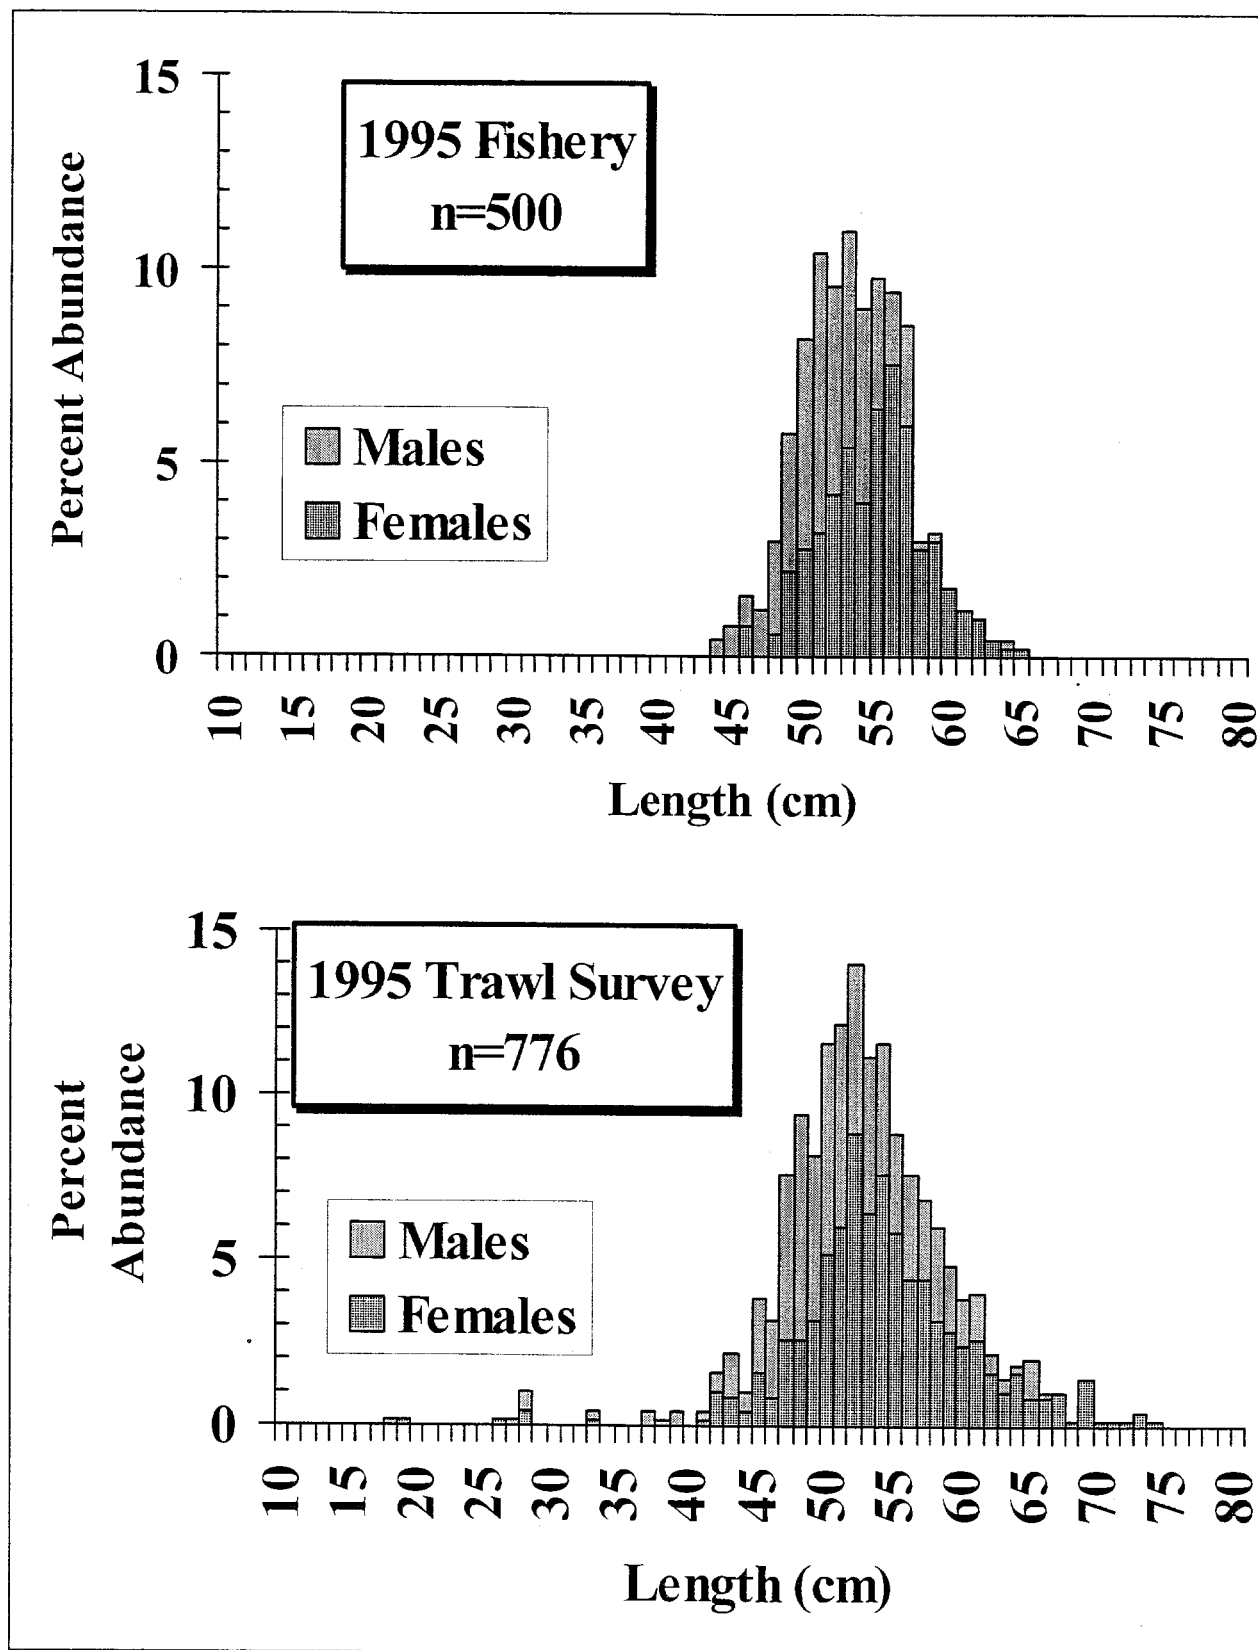 15
10
5
0
Percent Abundance
1995 Fishery
n=500
Males
Females
10 15 20 25 30 35 40 45 50 55 60 65 70 75 80
Length (cm)
15
10
5
0
Percent
Abundance
1995 Trawl Survey
n=776
Males
Females
10 15 20 25 30 35 40 45 50 55 60 65 70 75 80
Length (cm)